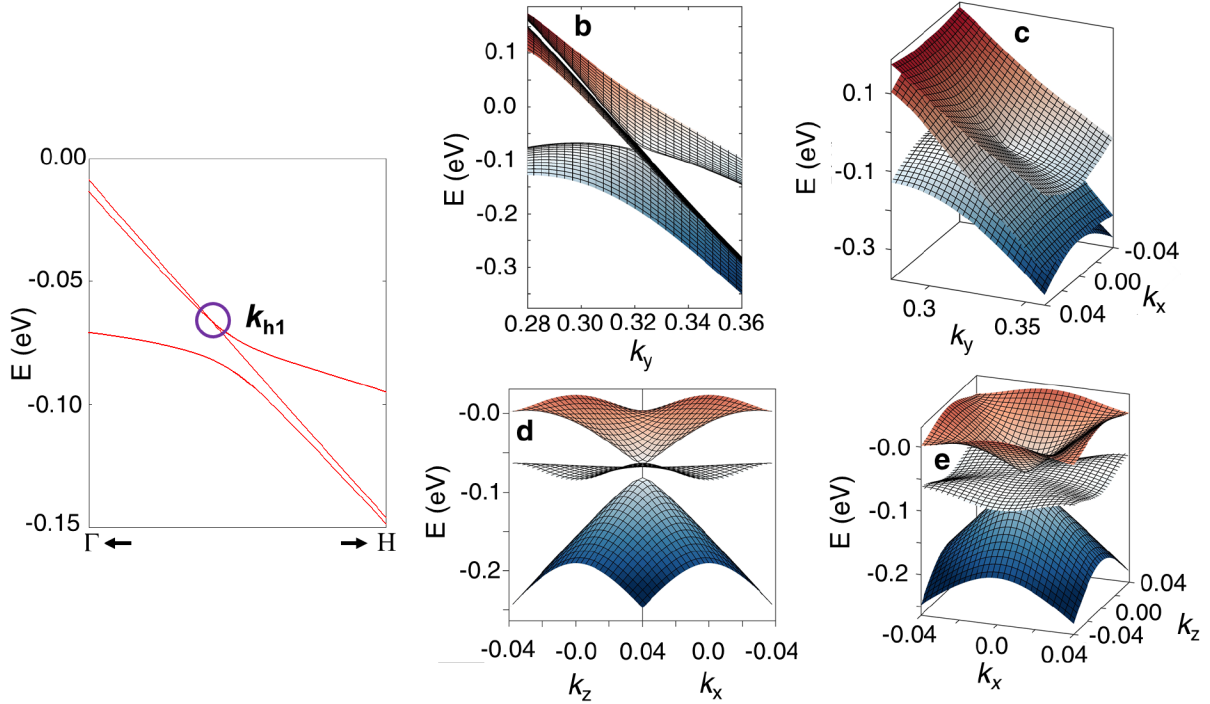 0.00
-0.05
-0.10
-0.15
E (eV)
Γ
H
k_h1
b
0.1
0.0
-0.1
-0.2
-0.3
E (eV)
0.28 0.30 0.32 0.34 0.36
k_y
c
0.1
-0.1
-0.3
E (eV)
0.3
0.35
k_y
0.04
0.00
-0.04
k_x
d
-0.0
-0.1
-0.2
E (eV)
-0.04 -0.0 0.04 0.0 -0.04
k_z
k_x
e
-0.0
-0.1
-0.2
E (eV)
-0.04
0.0
0.04
k_x
-0.04
0.00
0.04
k_z